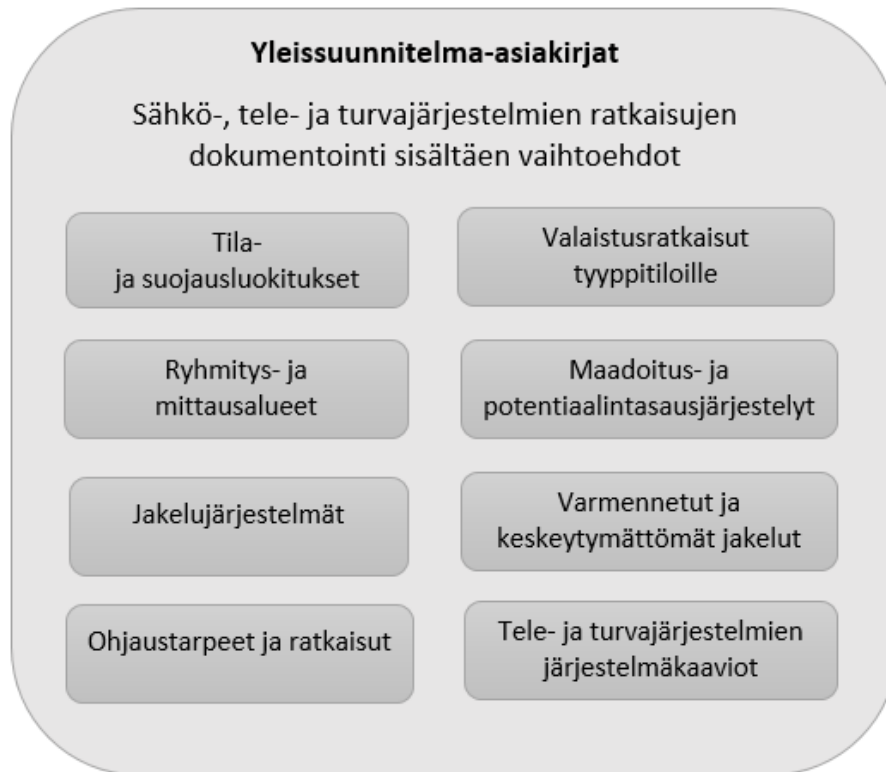 Yleissuunnitelma-asiakirjat
Sähkö-, tele- ja turvajärjestelmien ratkaisujen
dokumentointi sisältäen vaihtoehdot
Tila-
ja suojausluokitukset
Valaistusratkaisut
tyyppitiloille
Ryhmitys- ja
mittausalueet
Maadoitus- ja
potentiaalintasausjärjestelyt
Jakelujärjestelmät
Varmennetut ja
keskeytymättömät jakelut
Ohjaustarpeet ja ratkaisut
Tele- ja turvajärjestelmien
järjestelmäkaaviot